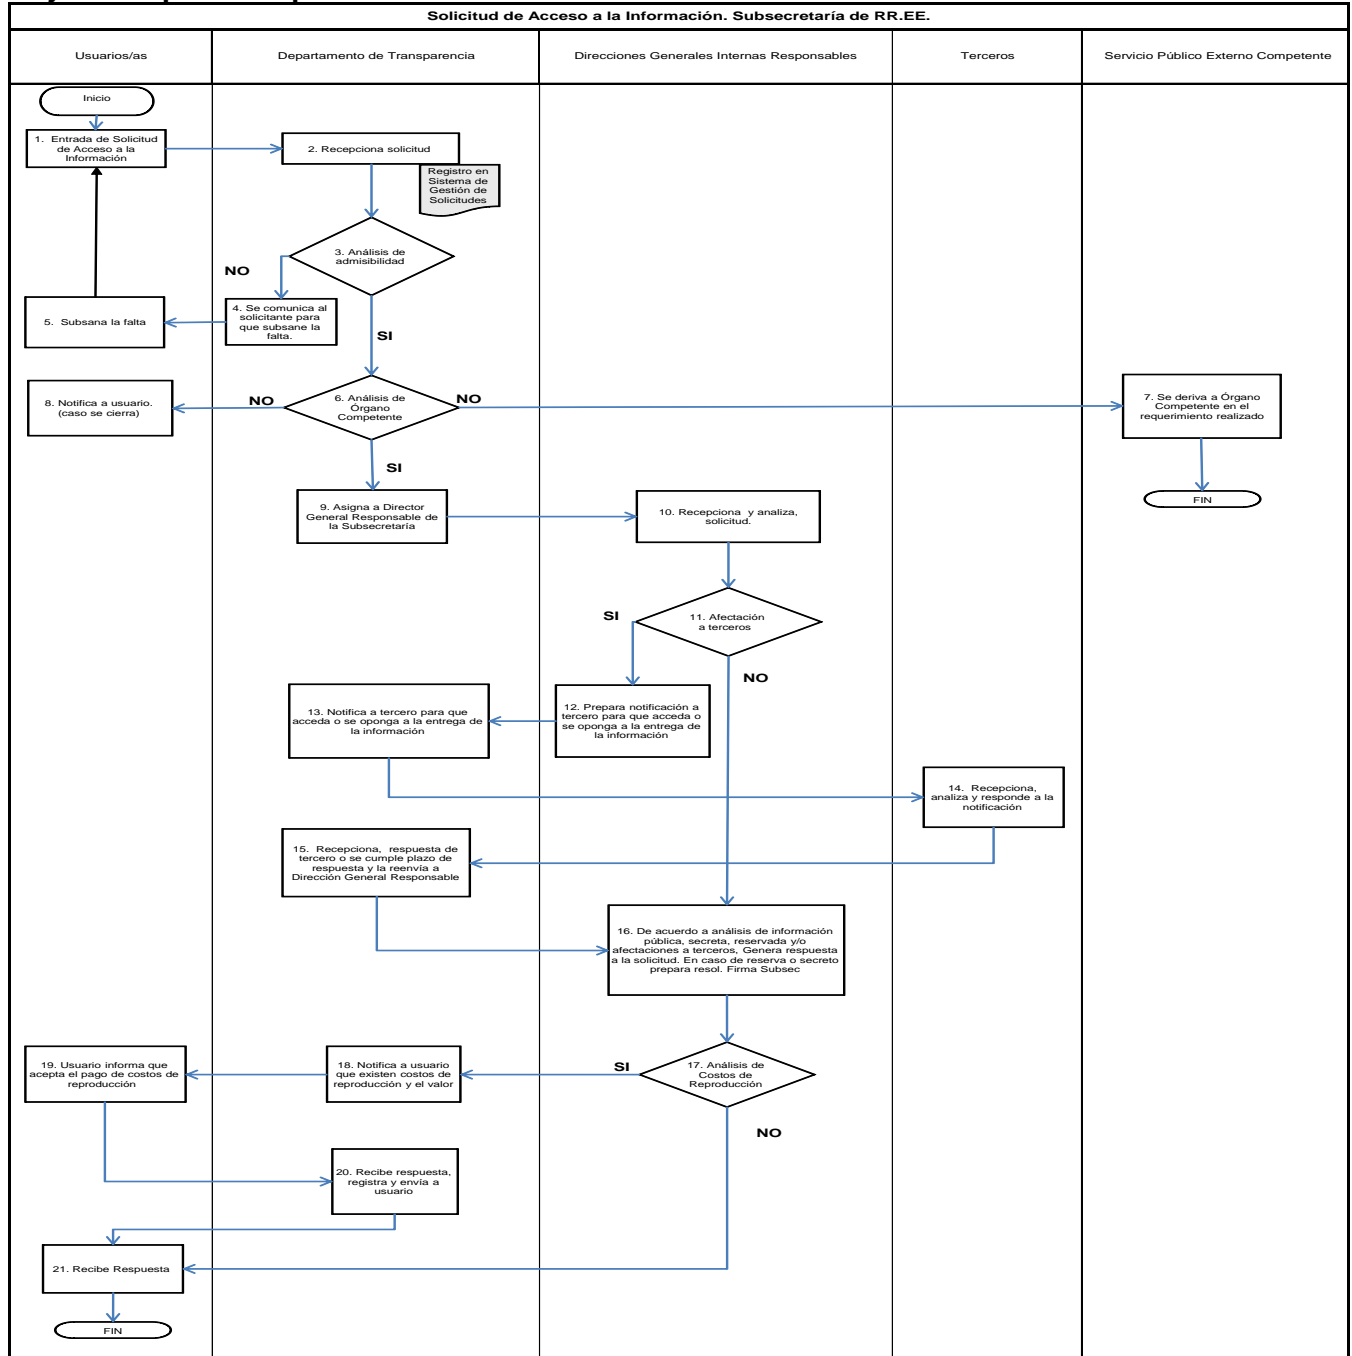 Solicitud de Acceso a la Información. Subsecretaría de RR.EE.
Usuarios/as
Departamento de Transparencia
Direcciones Generales Internas Responsables
Terceros
Servicio Público Externo Competente
Inicio
1. Entrada de Solicitud
de Acceso a la
Información
2. Recepciona solicitud
Registro en
Sistema de
Gestión de
Solicitudes
3. Análisis de
admisibilidad
NO
4. Se comunica al
solicitante para
que subsane la
falta.
5. Subsana la falta
SI
6. Análisis de
Órgano
Competente
NO
NO
8. Notifica a usuario.
(caso se cierra)
7. Se deriva a Órgano
Competente en el
requerimiento realizado
FIN
SI
9. Asigna a Director
General Responsable de
la Subsecretaría
10. Recepciona y analiza,
solicitud.
11. Afectación
a terceros
SI
NO
12. Prepara notificación a
tercero para que acceda o
se oponga a la entrega de
la información
13. Notifica a tercero para que
acceda o se oponga a la entrega de
la información
14. Recepciona,
analiza y responde a la
notificación
15. Recepciona, respuesta de
tercero o se cumple plazo de
respuesta y la reenvía a
Dirección General Responsable
16. De acuerdo a análisis de información
pública, secreta, reservada y/o
afectaciones a terceros, Genera respuesta
a la solicitud. En caso de reserva o secreto
prepara resol. Firma Subsec
17. Análisis de
Costos de
Reproducción
SI
NO
18. Notifica a usuario
que existen costos de
reproducción y el valor
19. Usuario informa que
acepta el pago de costos de
reproducción
20. Recibe respuesta,
registra y envía a
usuario
21. Recibe Respuesta
FIN